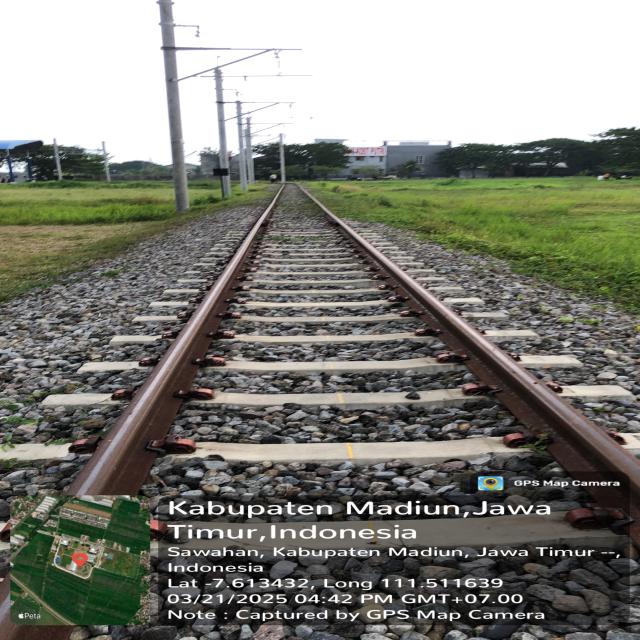 GPS Map Camera
Kabupaten Madiun,Jawa
Timur,Indonesia
Sawahan, Kabupaten Madiun, Jawa Timur --,
Indonesia
Lat -7.613432, Long 111.511639
03/21/2025 04:42 PM GMT+07.00
Note : Captured by GPS Map Camera
Peta